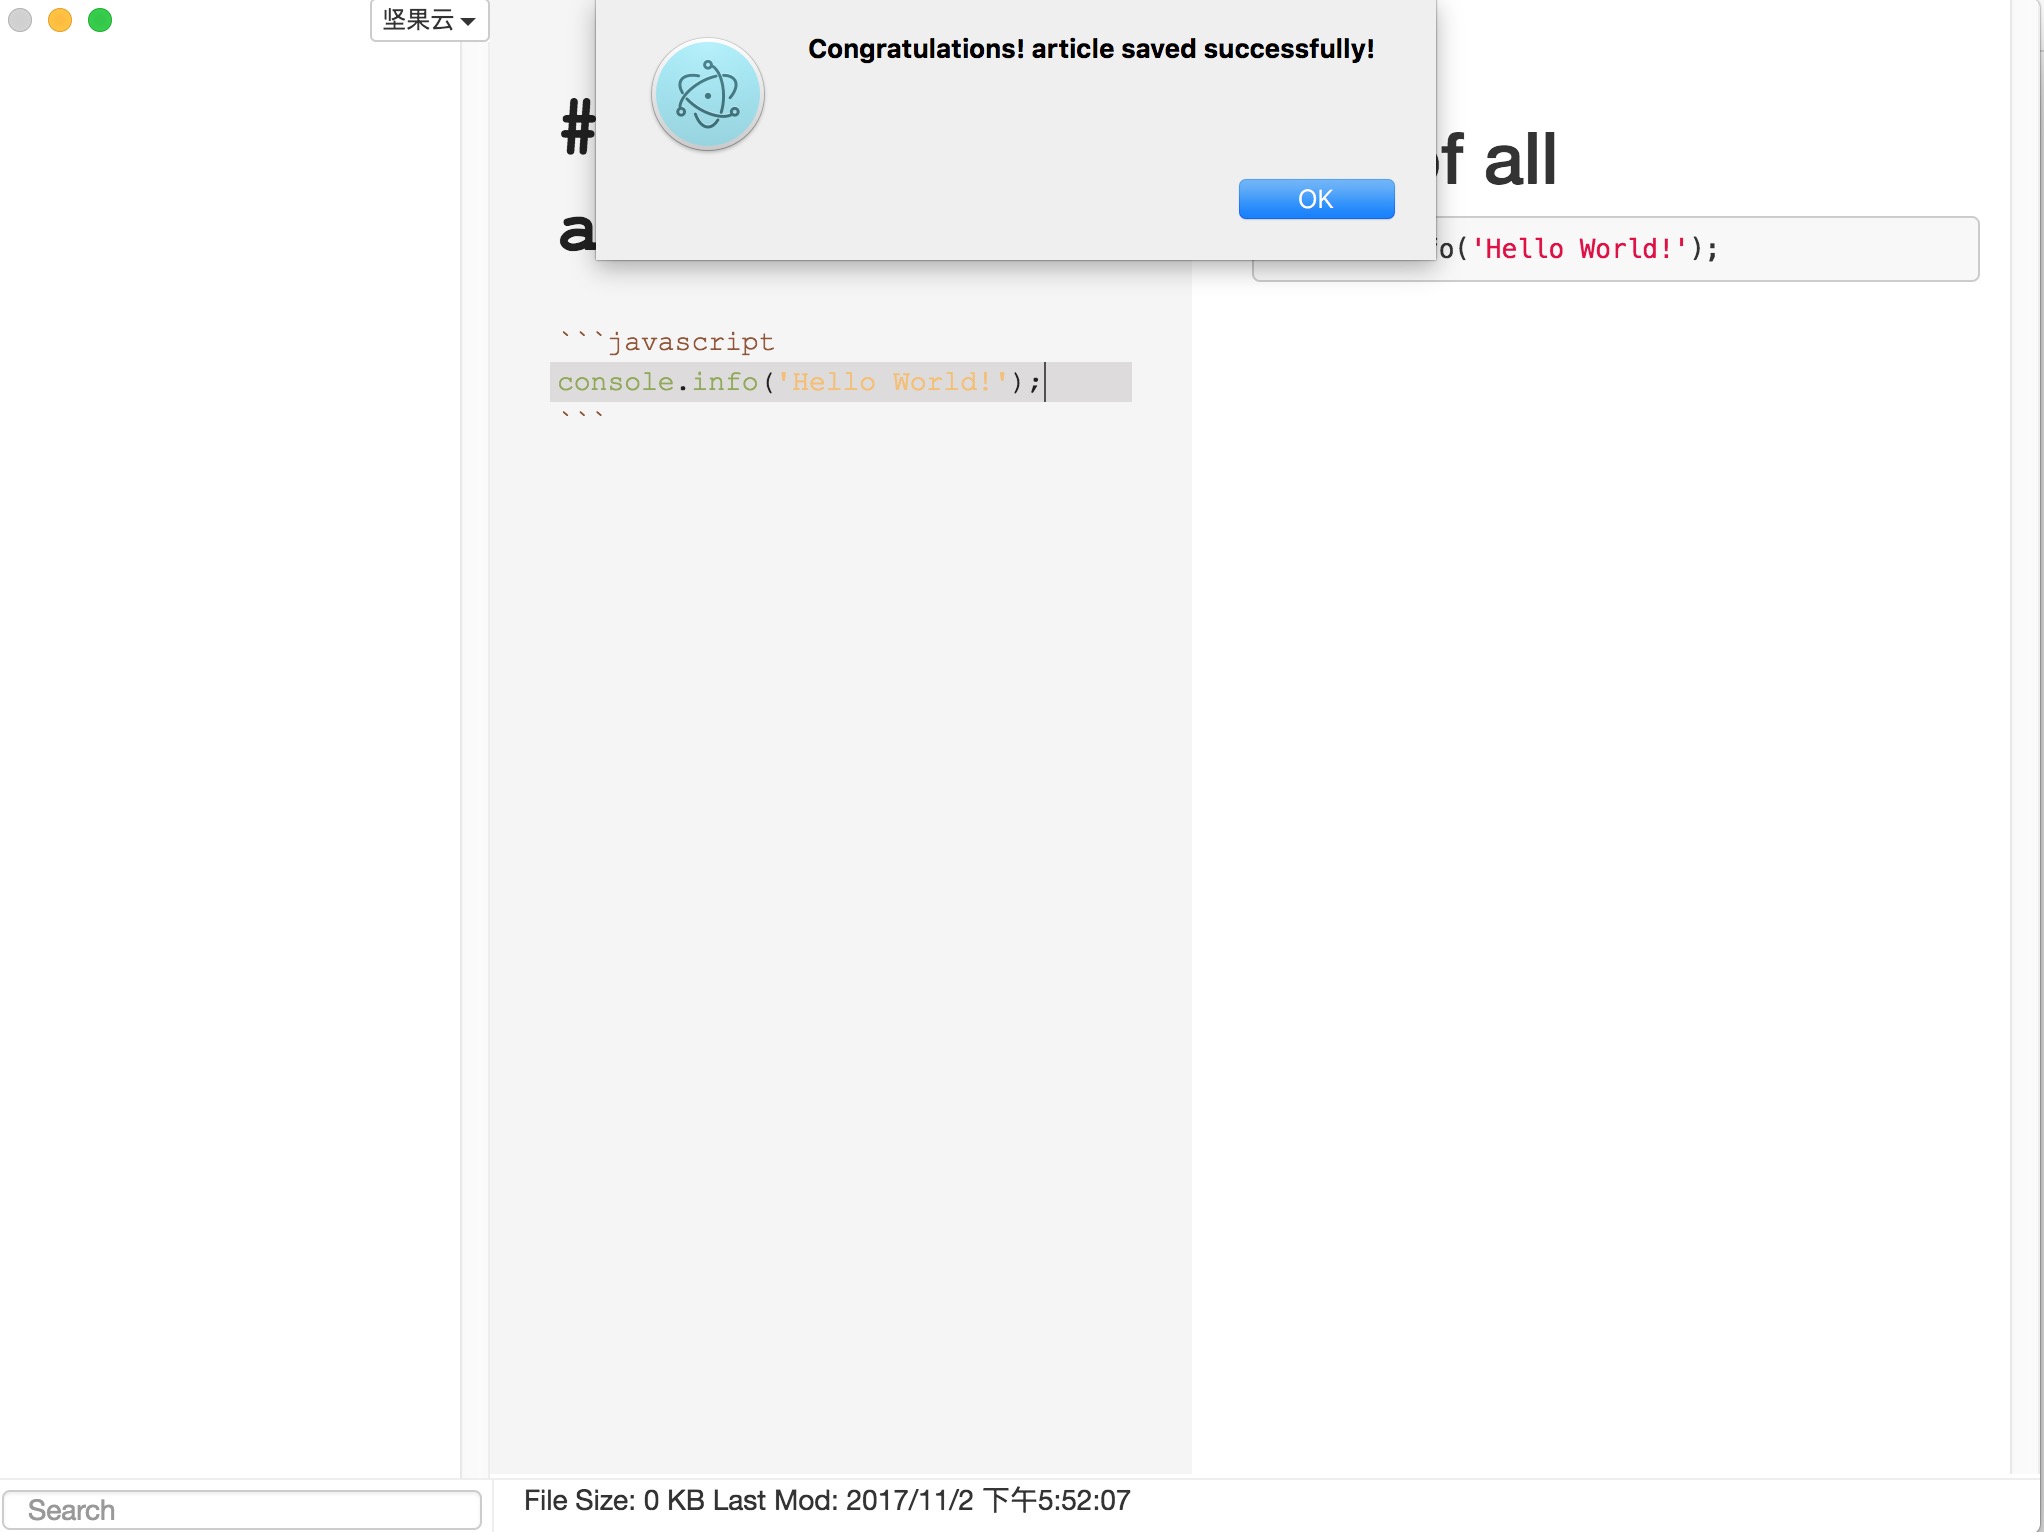 坚果云
Congratulations! article saved successfully!
OK
#
a
f all
o('Hello World!');
```javascript
console.info('Hello World!');
```
Search
File Size: 0 KB Last Mod: 2017/11/2 下午5:52:07